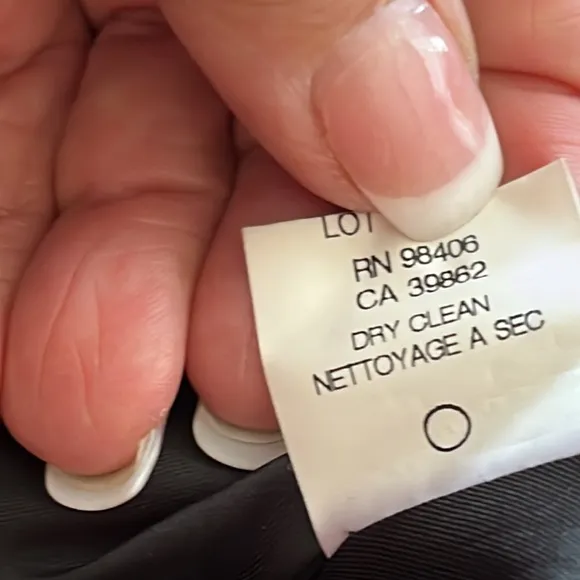 LOT
RN 98406
CA 39862
DRY CLEAN
NETTOYAGE A SEC